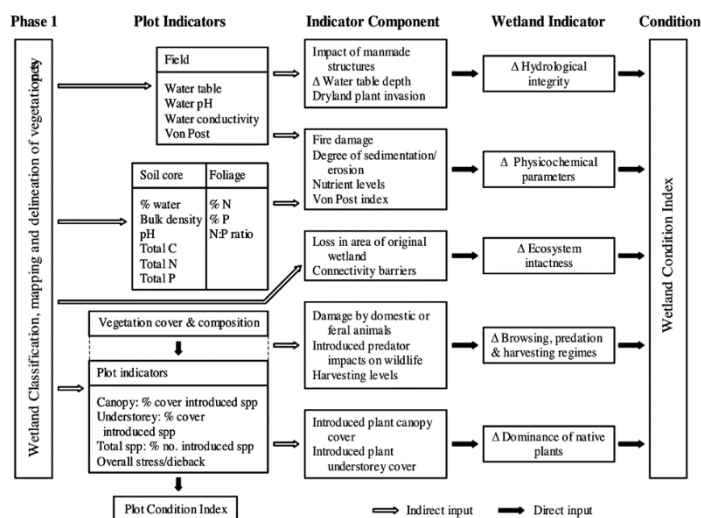 Phase 1
Plot Indicators
Indicator Component
Wetland Indicator
Condition
Wetland Classification, mapping and delineation of vegetation
Field
Water table
Water pH
Water conductivity
Von Post
Soil core
% water
Bulk density
pH
Total C
Total N
Total P
Foliage
% N
% P
N:P ratio
Vegetation cover & composition
Plot indicators
Canopy: % cover introduced spp
Understorey: % cover
introduced spp
Total spp: % no. introduced spp
Overall stress/dieback
Plot Condition Index
Impact of manmade
structures
Δ Water table depth
Dryland plant invasion
Fire damage
Degree of sedimentation/
erosion
Nutrient levels
Von Post index
Loss in area of original
wetland
Connectivity barriers
Damage by domestic or
feral animals
Introduced predator
impacts on wildlife
Harvesting levels
Introduced plant canopy
cover
Introduced plant
understorey cover
Δ Hydrological
integrity
Δ Physicochemical
parameters
Δ Ecosystem
intactness
Δ Browsing, predation
& harvesting regimes
Δ Dominance of native
plants
Wetland Condition Index
Indirect input
Direct input